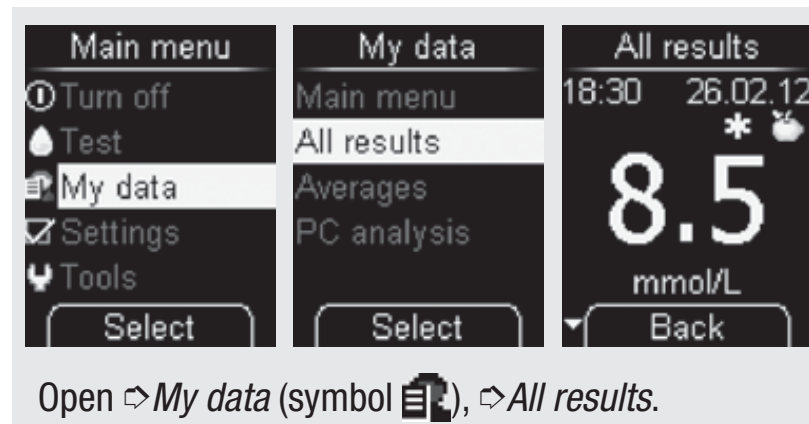 Main menu
Turn off
Test
My data
Settings
Tools
Select
My data
Main menu
All results
Averages
PC analysis
Select
All results
18:30 26.02.12
8.5
mmol/L
Back
Open ➪My data (symbol ), ➪All results.